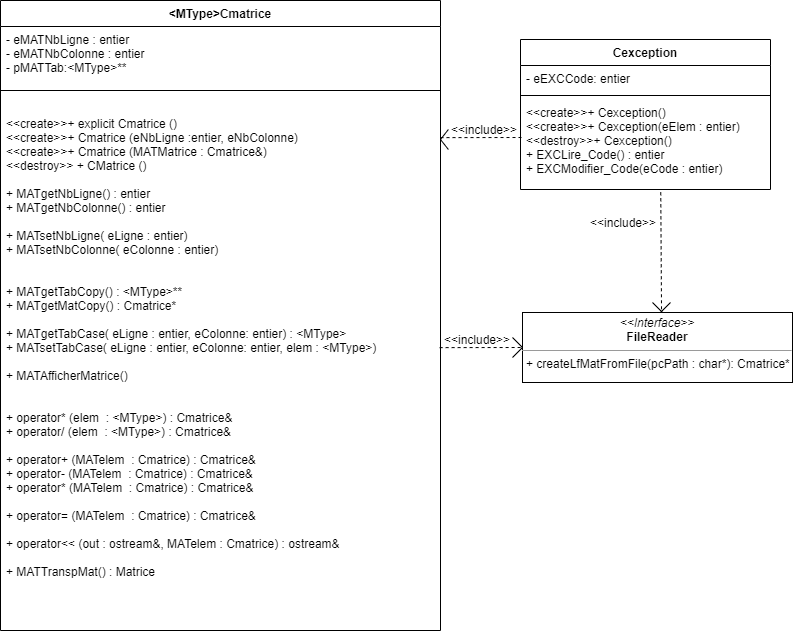 <MType>Cmatrice
- eMATNbLigne : entier
- eMATNbColonne : entier
- pMATTab:<MType>**
<<create>>+ explicit Cmatrice ()
<<create>>+ Cmatrice (eNbLigne :entier, eNbColonne)
<<create>>+ Cmatrice (MATMatrice : Cmatrice&)
<<destroy>> + CMatrice ()
+ MATgetNbLigne() : entier
+ MATgetNbColonne() : entier
+ MATsetNbLigne( eLigne : entier)
+ MATsetNbColonne( eColonne : entier)
+ MATgetTabCopy() : <MType>**
+ MATgetMatCopy() : Cmatrice*
+ MATgetTabCase( eLigne : entier, eColonne: entier) : <MType>
+ MATsetTabCase( eLigne : entier, eColonne: entier, elem : <MType>)
+ MATAfficherMatrice()
+ operator* (elem  : <MType>) : Cmatrice&
+ operator/ (elem  : <MType>) : Cmatrice&
+ operator+ (MATelem  : Cmatrice) : Cmatrice&
+ operator- (MATelem  : Cmatrice) : Cmatrice&
+ operator* (MATelem  : Cmatrice) : Cmatrice&
+ operator= (MATelem  : Cmatrice) : Cmatrice&
+ operator<< (out : ostream&, MATelem : Cmatrice) : ostream&
+ MATTranspMat() : Matrice
<<include>>
Cexception
- eEXCCode: entier
<<create>>+ Cexception()
<<create>>+ Cexception(eElem : entier)
<<destroy>>+ Cexception()
+ EXCLire_Code() : entier
+ EXCModifier_Code(eCode : entier)
<<include>>
<<include>>
<<Interface>>
FileReader
+ createLfMatFromFile(pcPath : char*): Cmatrice*